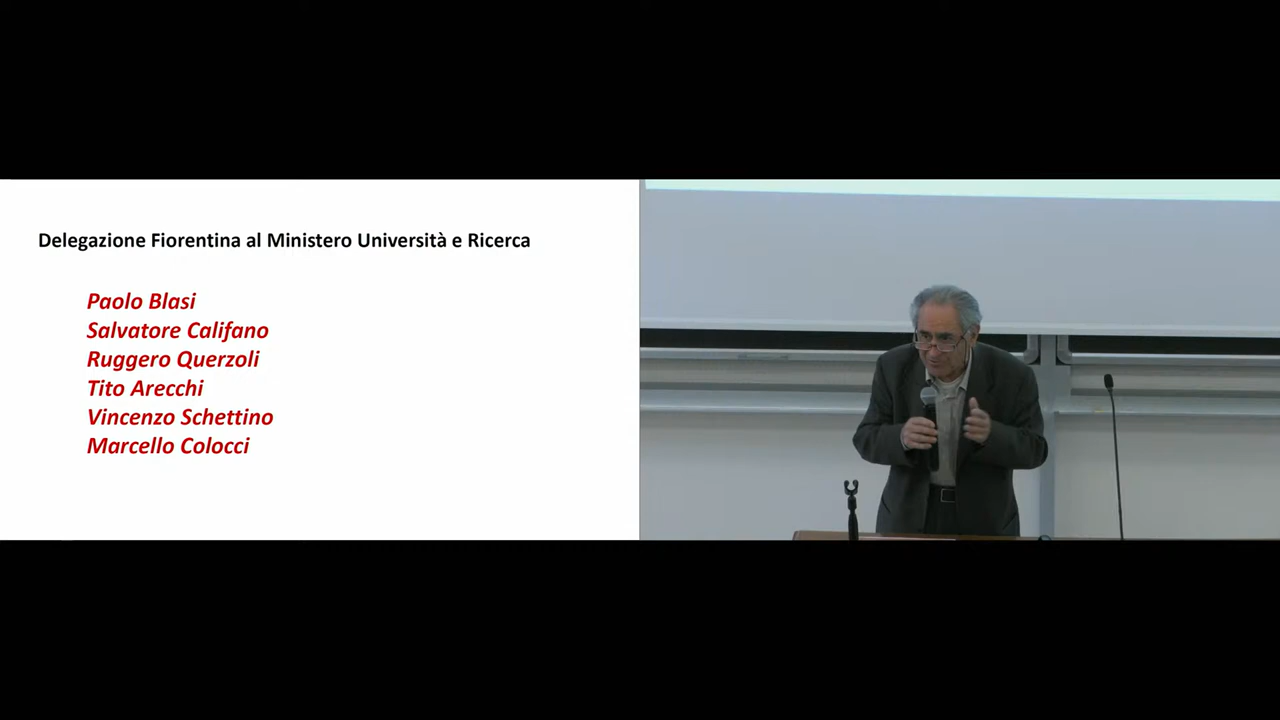 Delegazione Fiorentina al Ministero Università e Ricerca
Paolo Blasi
Salvatore Califano
Ruggero Querzoli
Tito Arecchi
Vincenzo Schettino
Marcello Colocci